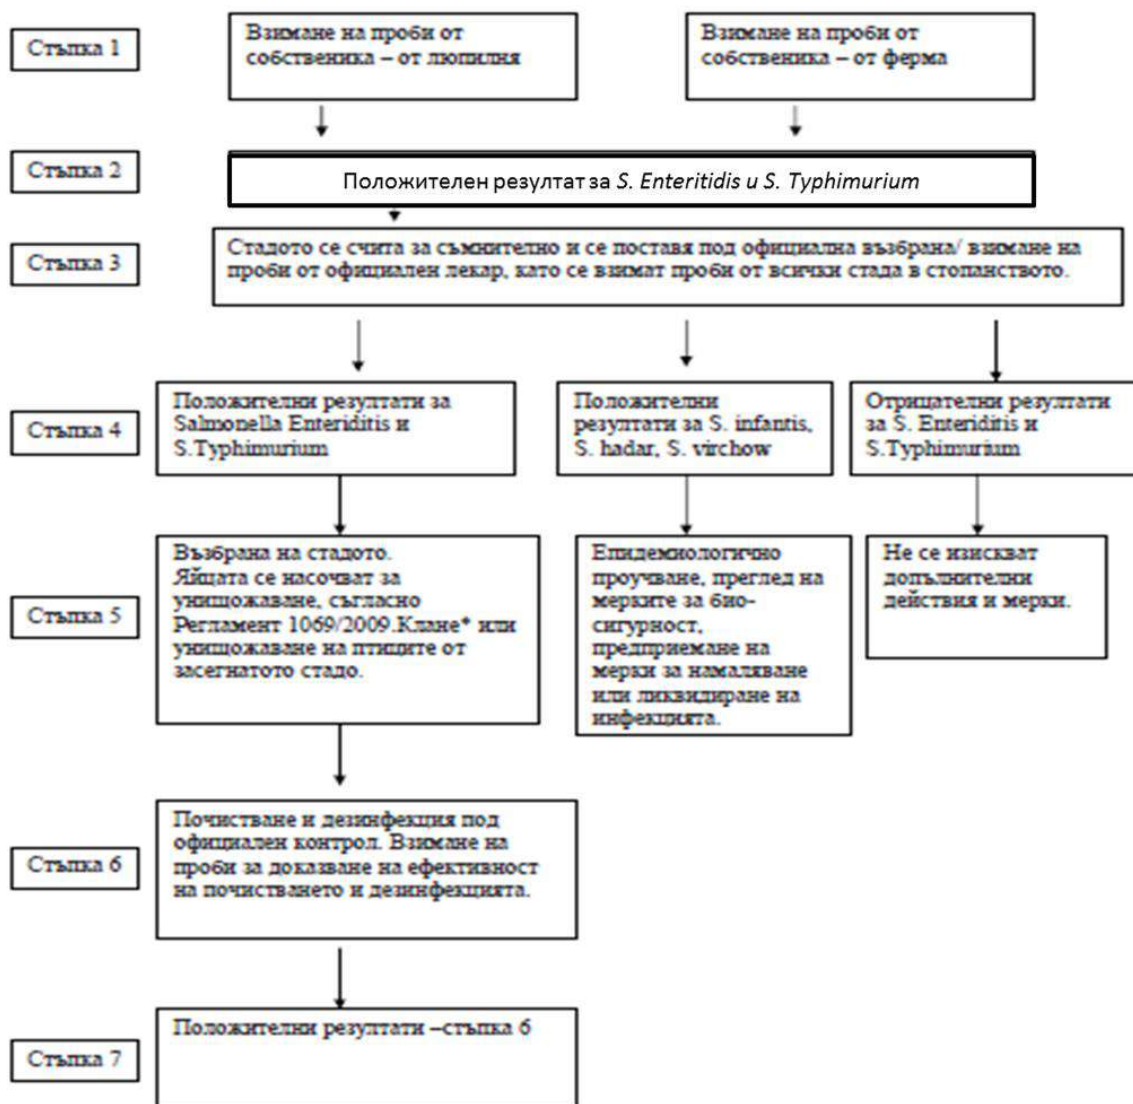 Стъпка 1
Взимане на проби от
собственика – от люпилня
Взимане на проби от
собственика – от ферма
Стъпка 2
Положителен резултат за S. Enteritidis и S. Typhimurium
Стъпка 3
Стадото се счита за съмнително и се поставя под официална възбрана/ взимане на
проби от официален лекар, като се взимат проби от всички стада в стопанството.
Стъпка 4
Положителни резултати за
Salmonella Enteriditis и
S.Typhimurium
Положителни
резултати за S. infantis,
S. hadar, S. virchow
Отрицателни резултати
за S. Enteriditis и
S.Typhimurium
Стъпка 5
Възбрана на стадото.
Яйцата се насочват за
унищожаване, съгласно
Регламент 1069/2009.Клане* или
унищожаване на птиците от
засегнатото стадо.
Епидемиологично
проучване, преглед на
мерките за био-
сигурност,
предприемане на
мерки за намаляване
или ликвидиране на
инфекцията.
Не се изискват
допълнителни
действия и мерки.
Стъпка 6
Почистване и дезинфекция под
официален контрол. Взимане на
проби за доказване на ефективност
на почистването и дезинфекцията.
Стъпка 7
Положителни резултати –стъпка 6